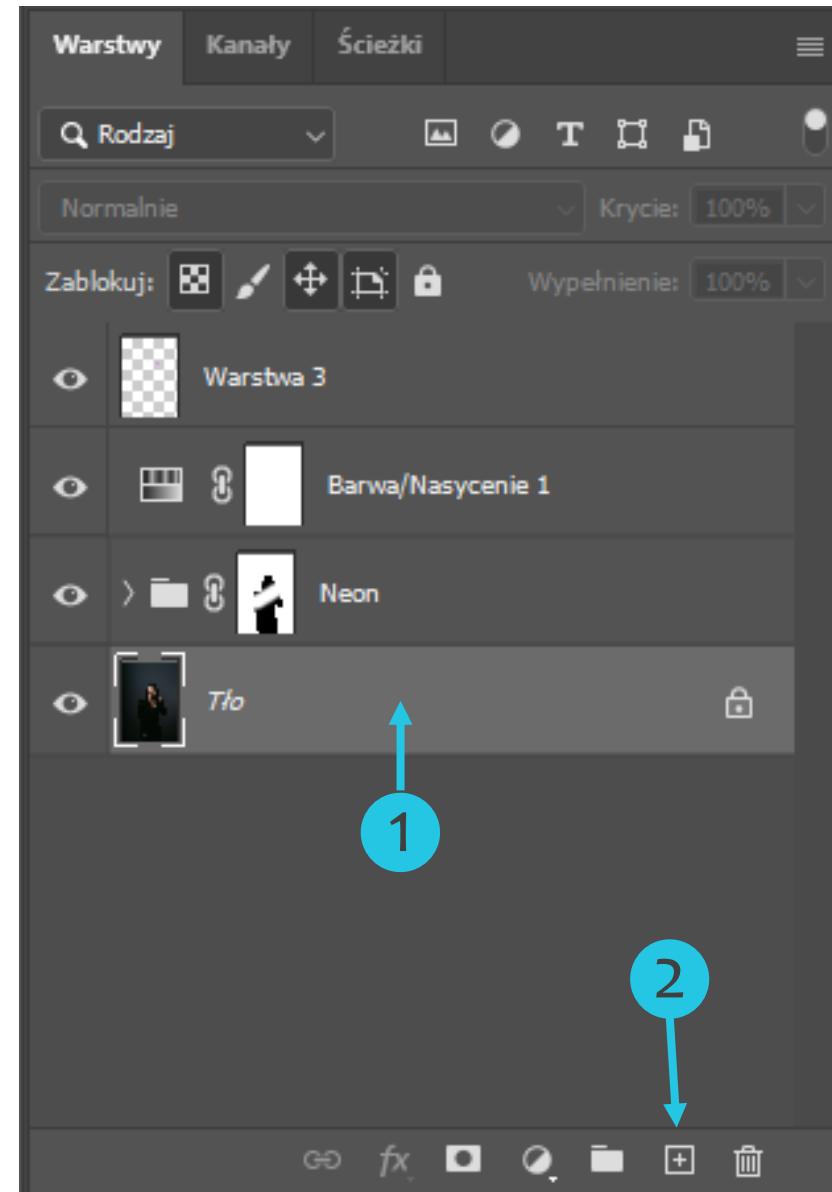 Warstwy Kanały Ścieżki
Rodzaj T
Normalnie Krycie: 100%
Zablokuj: Wypełnienie: 100%
Warstwa 3
Barwa/Nasycenie 1
Neon
Tło
1
2
fx